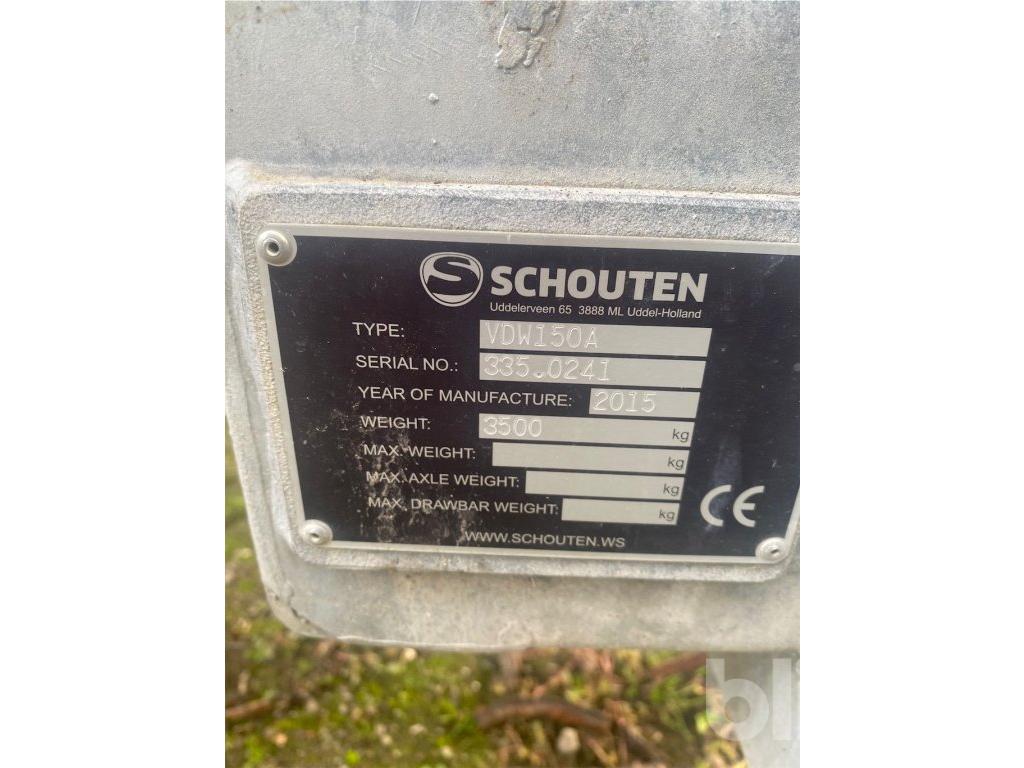 S SCHOUTEN
Uddelerveen 65 3888 ML Uddel-Holland
TYPE: VDW150A
SERIAL NO.: 335.0241
YEAR OF MANUFACTURE: 2015
WEIGHT: 3500 kg
MAX. WEIGHT: kg
MAX. AXLE WEIGHT: kg
MAX. DRAWBAR WEIGHT: kg
CE
WWW.SCHOUTEN.WS